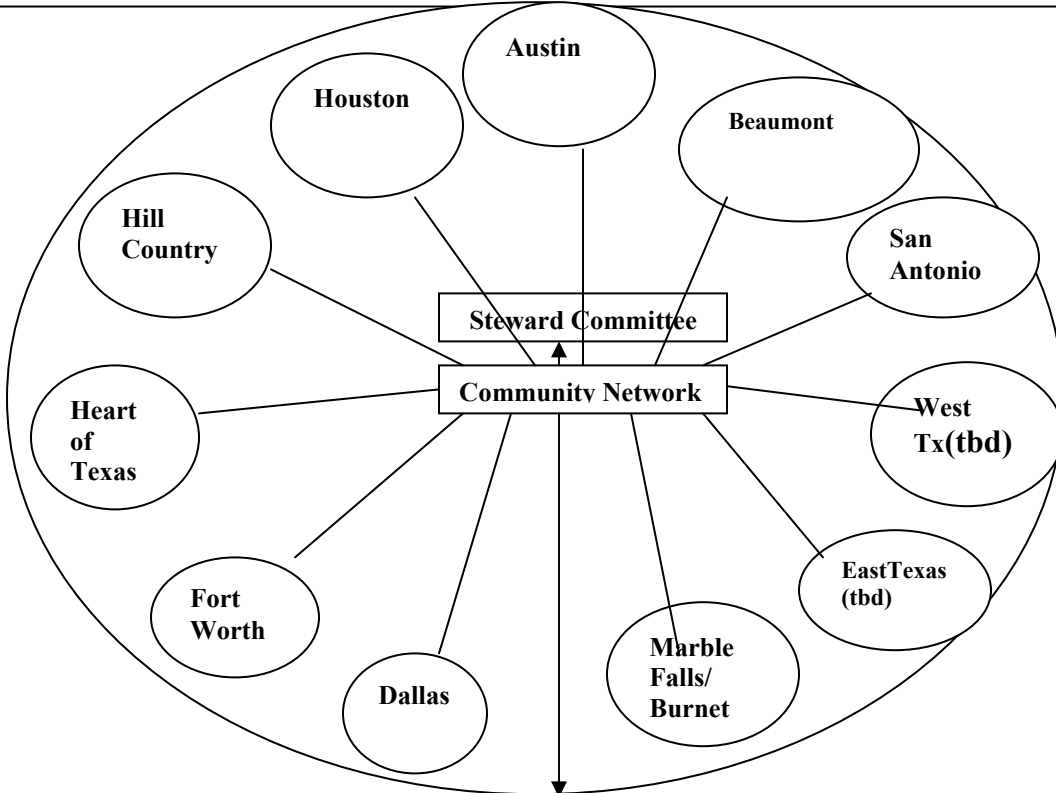 Austin
Houston
Beaumont
Hill
Country
San
Antonio
Steward Committee
Community Network
Heart
of
Texas
West
Tx(tbd)
EastTexas
(tbd)
Fort
Worth
Marble
Falls/
Burnet
Dallas